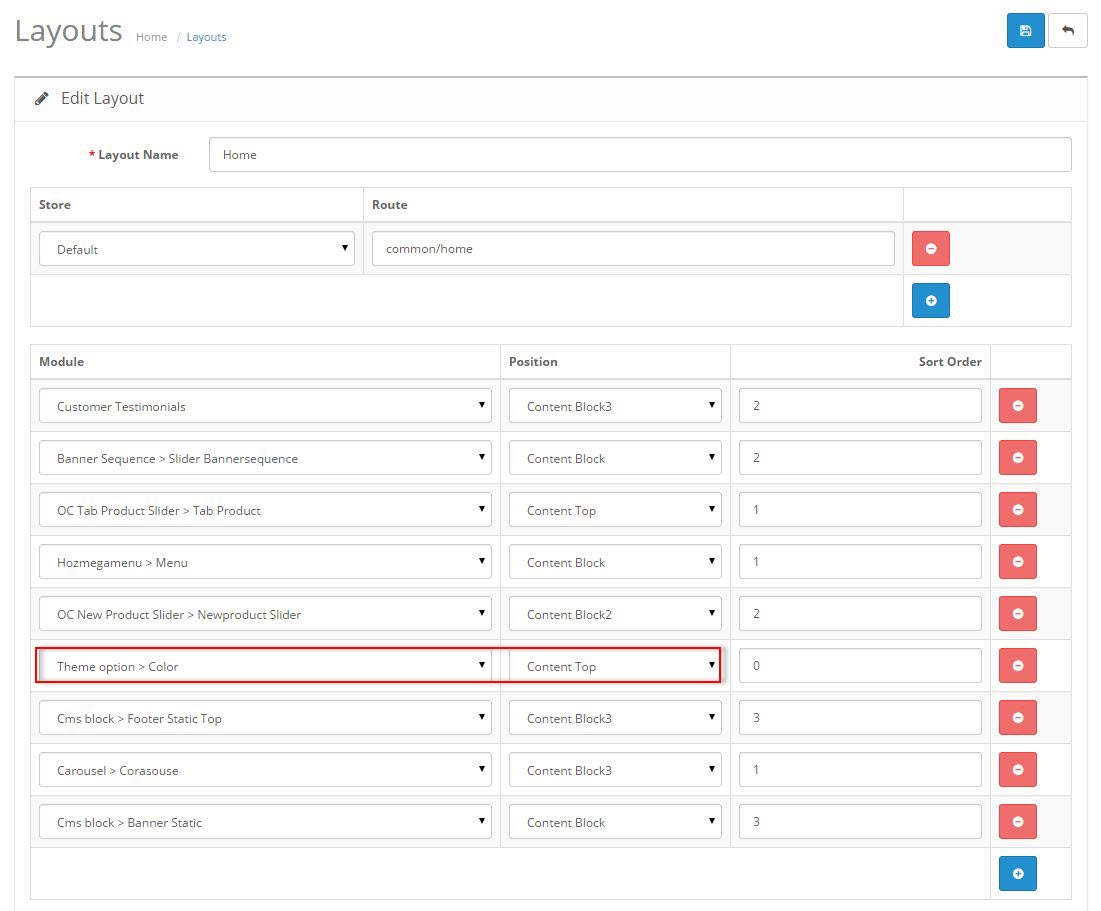 Layouts Home / Layouts
Edit Layout
* Layout Name Home
Store Route
Default common/home
Module Position Sort Order
Customer Testimonials Content Block3 2
Banner Sequence > Slider Bannersequence Content Block 2
OC Tab Product Slider > Tab Product Content Top 1
Hozmegamenu > Menu Content Block 1
OC New Product Slider > Newproduct Slider Content Block2 2
Theme option > Color Content Top 0
Cms block > Footer Static Top Content Block3 3
Carousel > Corasouse Content Block3 1
Cms block > Banner Static Content Block 3